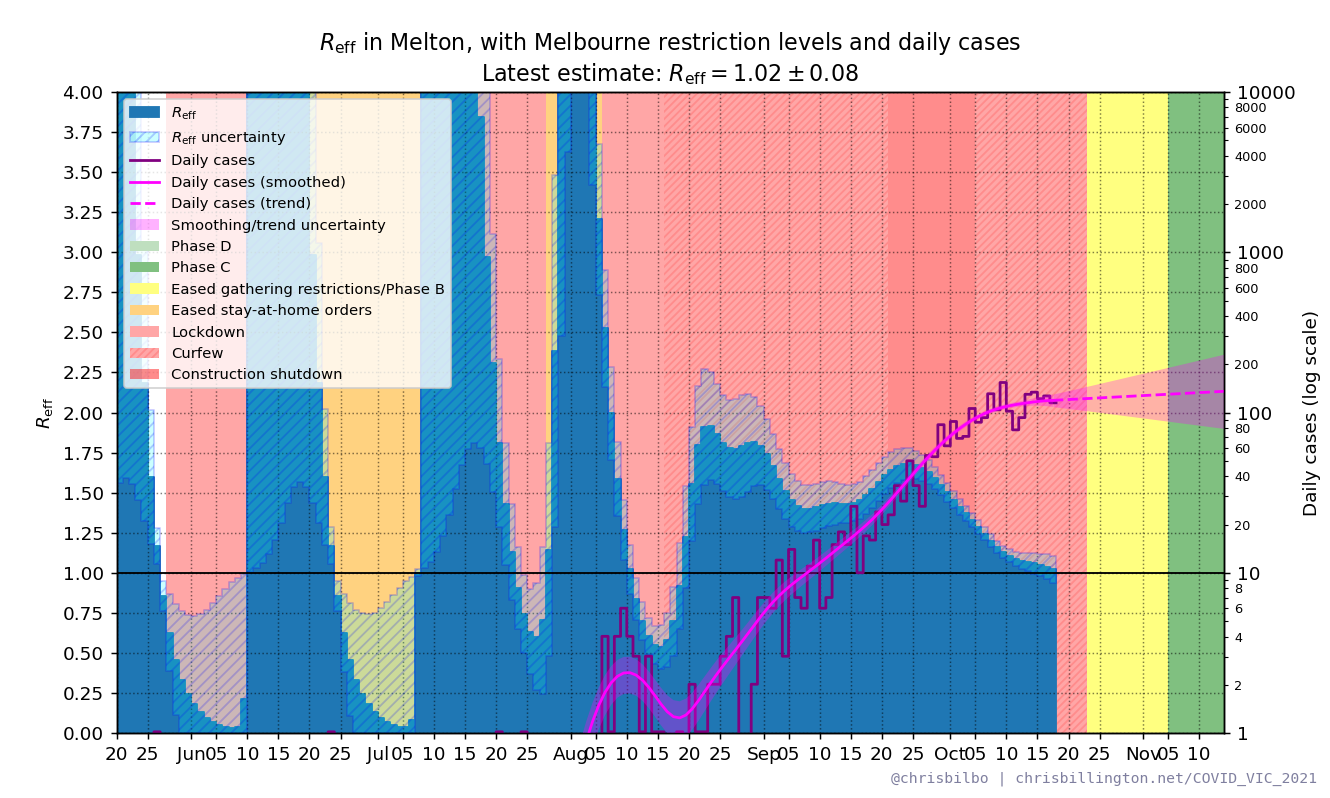 Reff in Melton, with Melbourne restriction levels and daily cases
Latest estimate: Reff = 1.02 ± 0.08
4.00
3.75
3.50
3.25
3.00
2.75
2.50
2.25
2.00
1.75
1.50
1.25
1.00
0.75
0.50
0.25
0.00
Reff
Reff
Reff uncertainty
Daily cases
Daily cases (smoothed)
Daily cases (trend)
Smoothing/trend uncertainty
Phase D
Phase C
Eased gathering restrictions/Phase B
Eased stay-at-home orders
Lockdown
Curfew
Construction shutdown
10000
8000
6000
4000
2000
1000
800
600
400
200
100
80
60
40
20
10
8
6
4
2
1
Daily cases (log scale)
20 25 Jun 05 10 15 20 25 Jul 05 10 15 20 25 Aug 05 10 15 20 25 Sep 05 10 15 20 25 Oct 05 10 15 20 25 Nov 05 10
@chrisbilbo | chrisbillington.net/COVID_VIC_2021